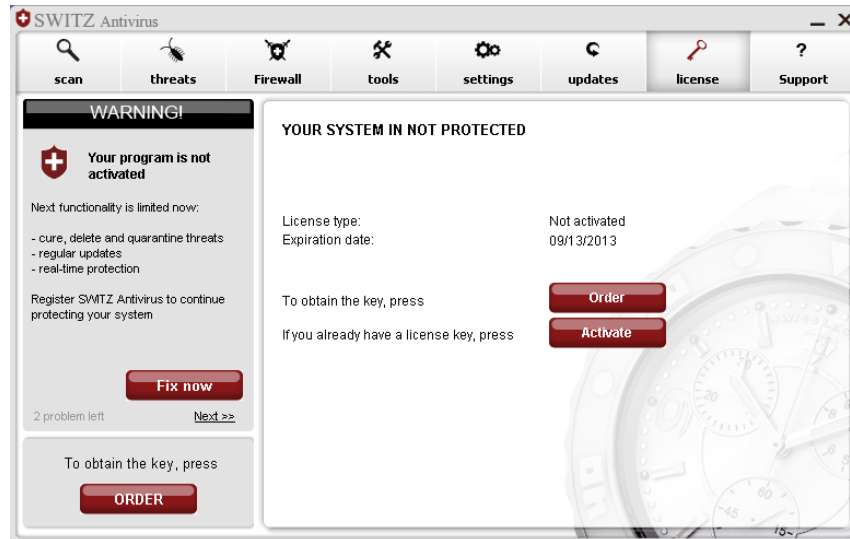 SWITZ Antivirus
scan threats Firewall tools settings updates license Support
WARNING!
Your program is not
activated
Next functionality is limited now:
- cure, delete and quarantine threats
- regular updates
- real-time protection
Register SWITZ Antivirus to continue
protecting your system
Fix now
2 problem left Next >>
To obtain the key, press
ORDER
YOUR SYSTEM IN NOT PROTECTED
License type: Not activated
Expiration date: 09/13/2013
To obtain the key, press Order
If you already have a license key, press Activate
20
60
45
15